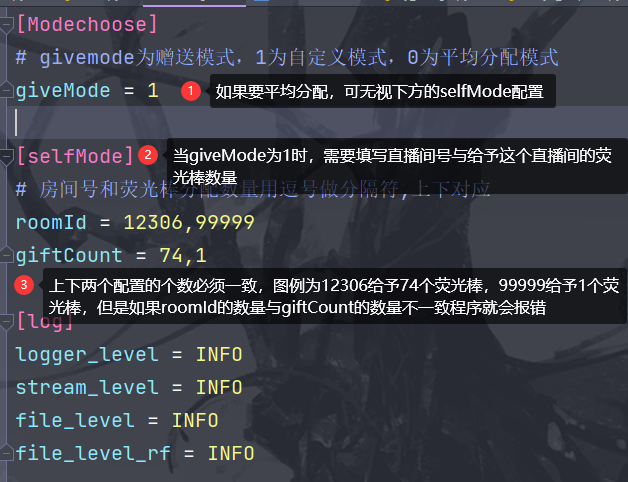 [Modechoose]
# givemode为赠送模式，1为自定义模式，0为平均分配模式
giveMode = 1
1 如果要平均分配，可无视下方的selfMode配置
[selfMode]
2 当giveMode为1时，需要填写直播间号与给予这个直播间的荧
光棒数量
# 房间号和荧光棒分配数量用逗号做分隔符,上下对应
roomId = 12306,99999
giftCount = 74,1
3 上下两个配置的个数必须一致，图例为12306给予74个荧光棒，99999给予1个荧
光棒，但是如果roomId的数量与giftCount的数量不一致程序就会报错
[log]
logger_level = INFO
stream_level = INFO
file_level = INFO
file_level_rf = INFO